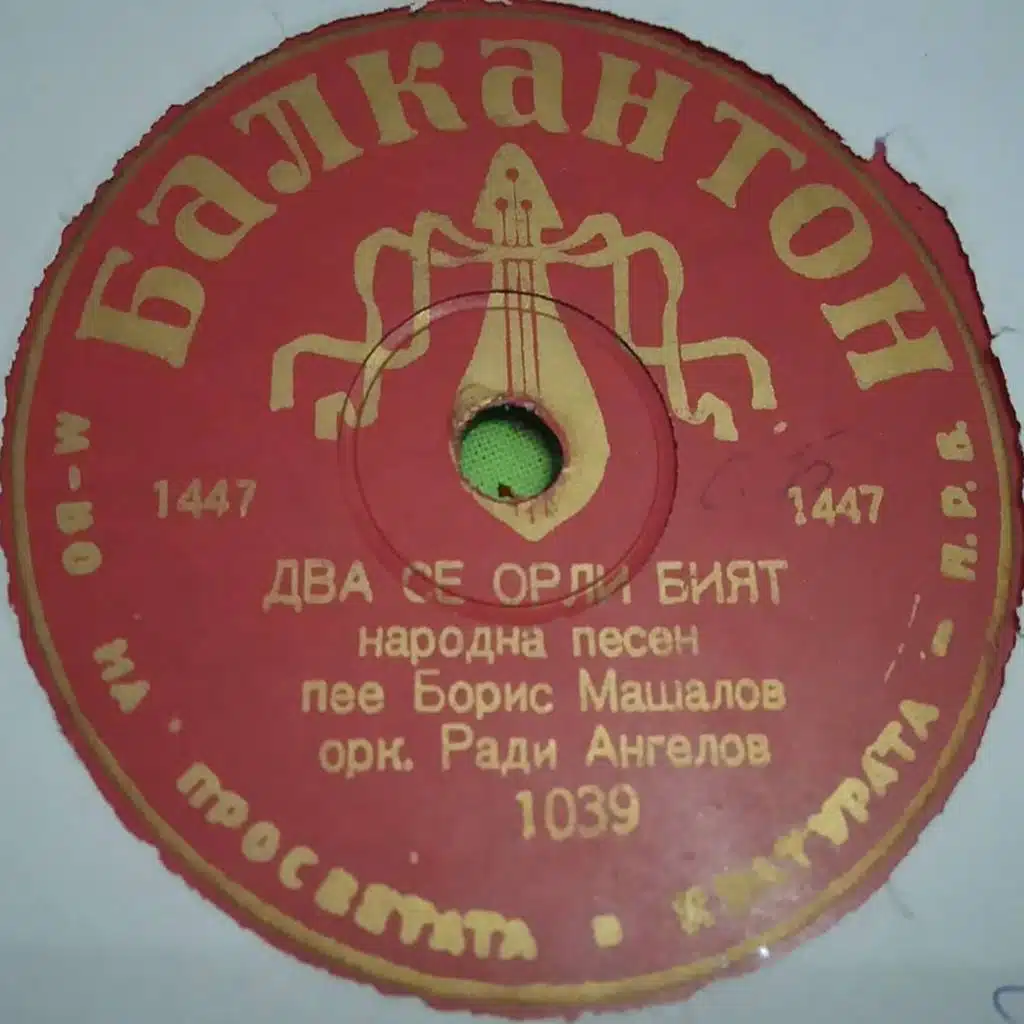 Балкантон
1447 1447
ДВА СЕ ОРЛИ БИЯТ
народна песен
пее Борис Машалов
орк. Ради Ангелов
1039
М-ВО НА ПРОСВЕТАТА И КУЛТУРАТА – Н.Р.Б.